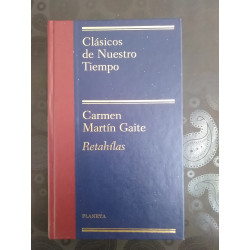 Clásicos
de Nuestro
Tiempo
Carmen
Martín Gaite
Retahílas
PLANETA